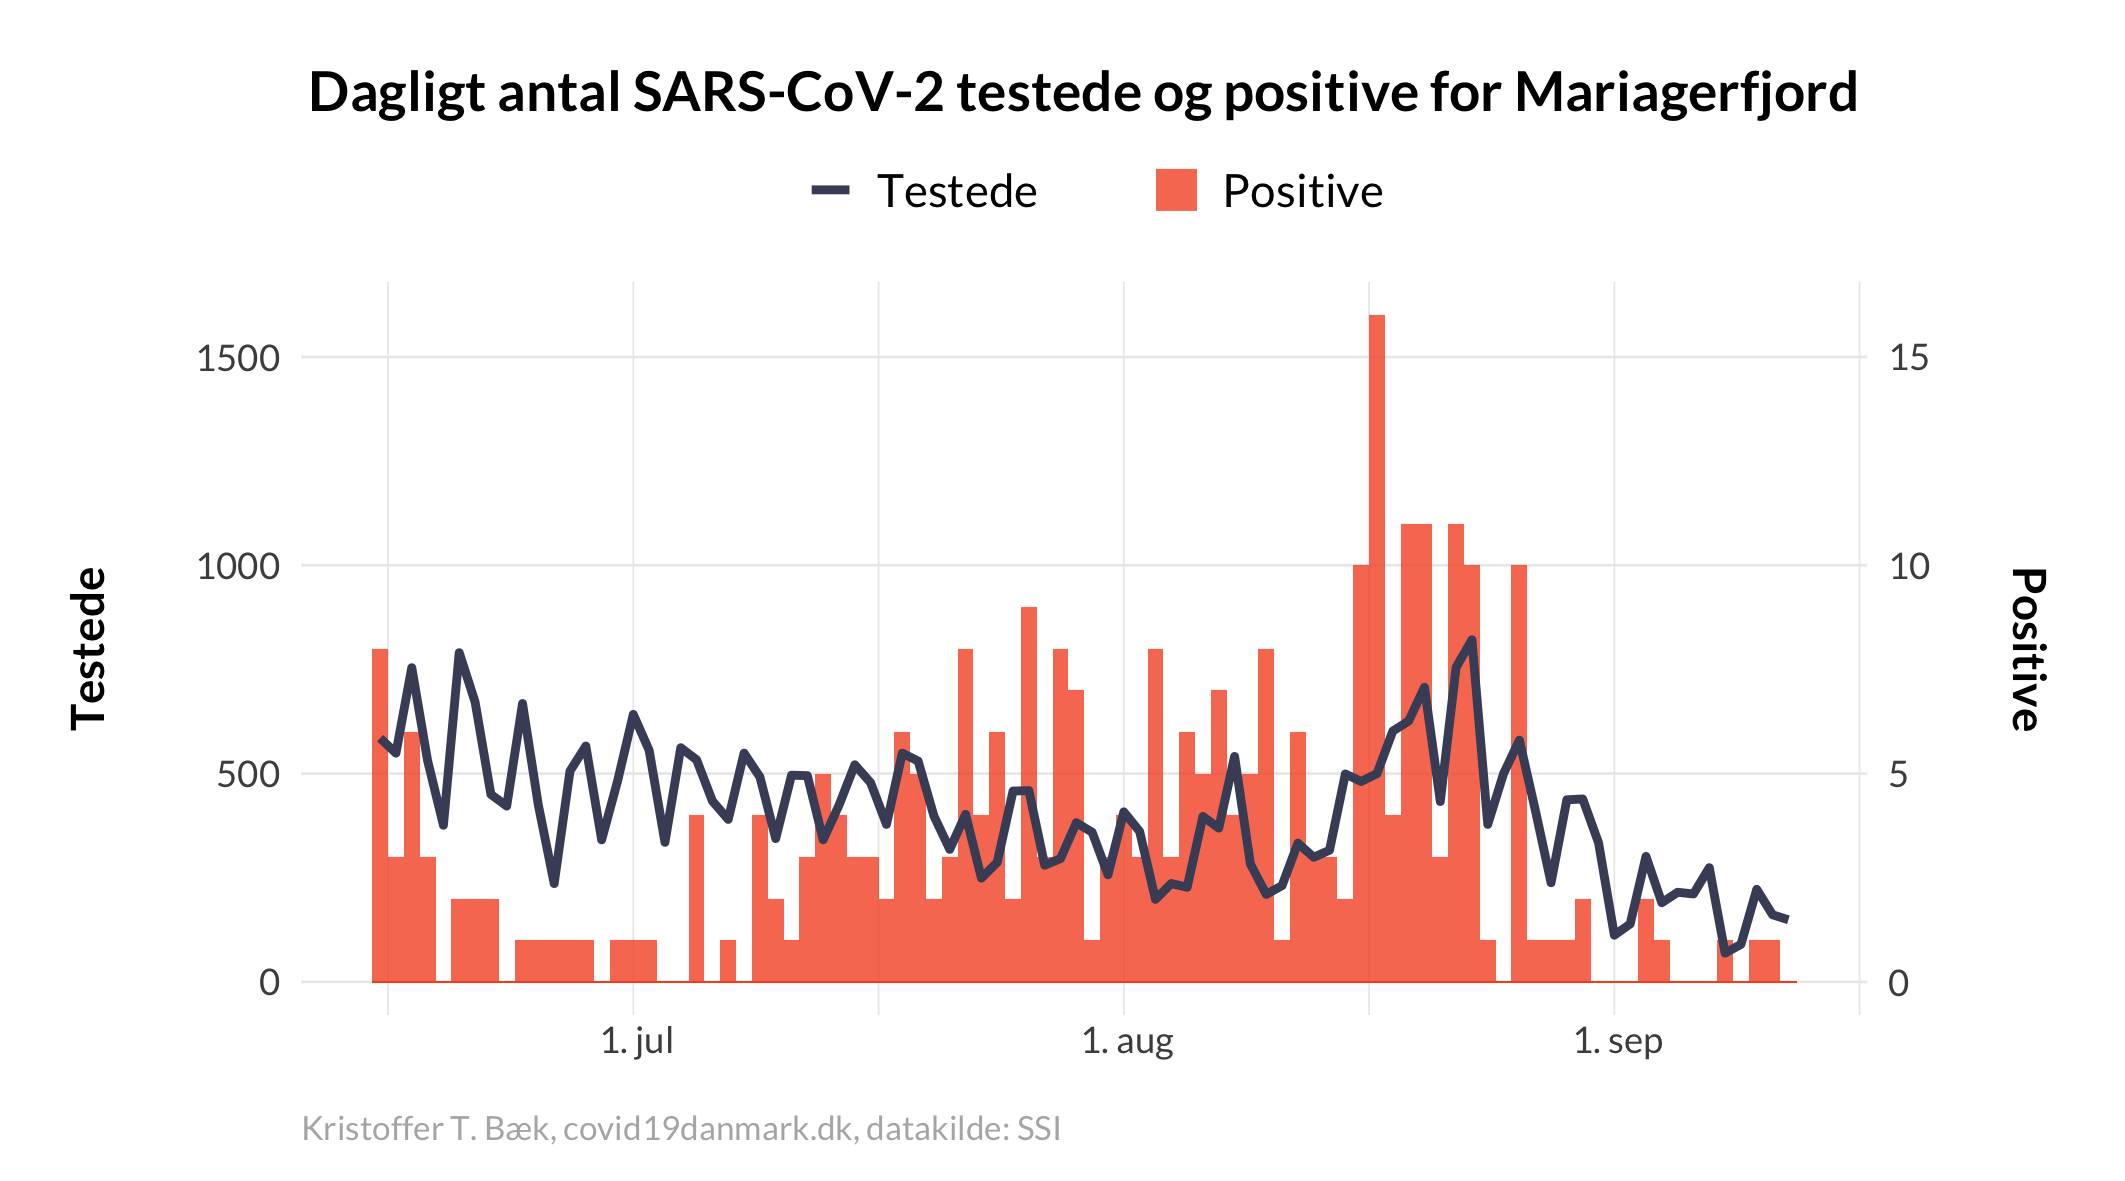 Dagligt antal SARS-CoV-2 testede og positive for Mariagerfjord
Testede Positive
1500 15
1000 10
500 5
0 0
Testede
Positive
1. jul 1. aug 1. sep
Kristoffer T. Bæk, covid19danmark.dk, datakilde: SSI